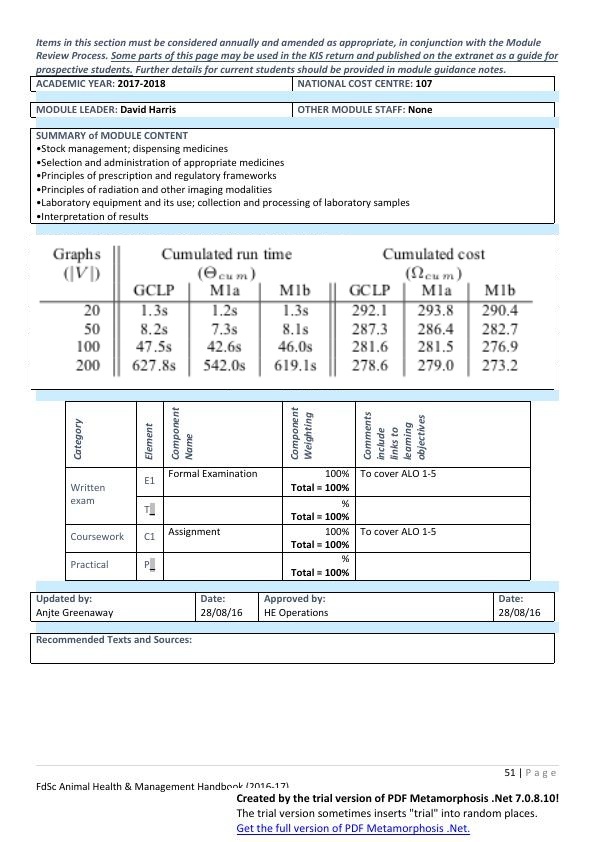 Items in this section must be considered annually and amended as appropriate, in conjunction with the Module
Review Process. Some parts of this page may be used in the KIS return and published on the extranet as a guide for
prospective students. Further details for current students should be provided in module guidance notes.
ACADEMIC YEAR: 2017-2018 NATIONAL COST CENTRE: 107
MODULE LEADER: David Harris OTHER MODULE STAFF: None
SUMMARY of MODULE CONTENT
•Stock management; dispensing medicines
•Selection and administration of appropriate medicines
•Principles of prescription and regulatory frameworks
•Principles of radiation and other imaging modalities
•Laboratory equipment and its use; collection and processing of laboratory samples
•Interpretation of results
Graphs Cumulated run time Cumulated cost
(|V|) (Θcum) (Ωcum)
GCLP M1a M1b GCLP M1a M1b
20 1.3s 1.2s 1.3s 292.1 293.8 290.4
50 8.2s 7.3s 8.1s 287.3 286.4 282.7
100 47.5s 42.6s 46.0s 281.6 281.5 276.9
200 627.8s 542.0s 619.1s 278.6 279.0 273.2
Category Element Component Name Component Weighting Comments include links to learning objectives
Written exam E1 Formal Examination 100% To cover ALO 1-5
Total = 100%
T_ %
Total = 100%
Coursework C1 Assignment 100% To cover ALO 1-5
Total = 100%
Practical P_ %
Total = 100%
Updated by: Date: Approved by: Date:
Anjte Greenaway 28/08/16 HE Operations 28/08/16
Recommended Texts and Sources:
51 | Page
FdSc Animal Health & Management Handbook (2016-17)
Created by the trial version of PDF Metamorphosis .Net 7.0.8.10!
The trial version sometimes inserts "trial" into random places.
Get the full version of PDF Metamorphosis .Net.